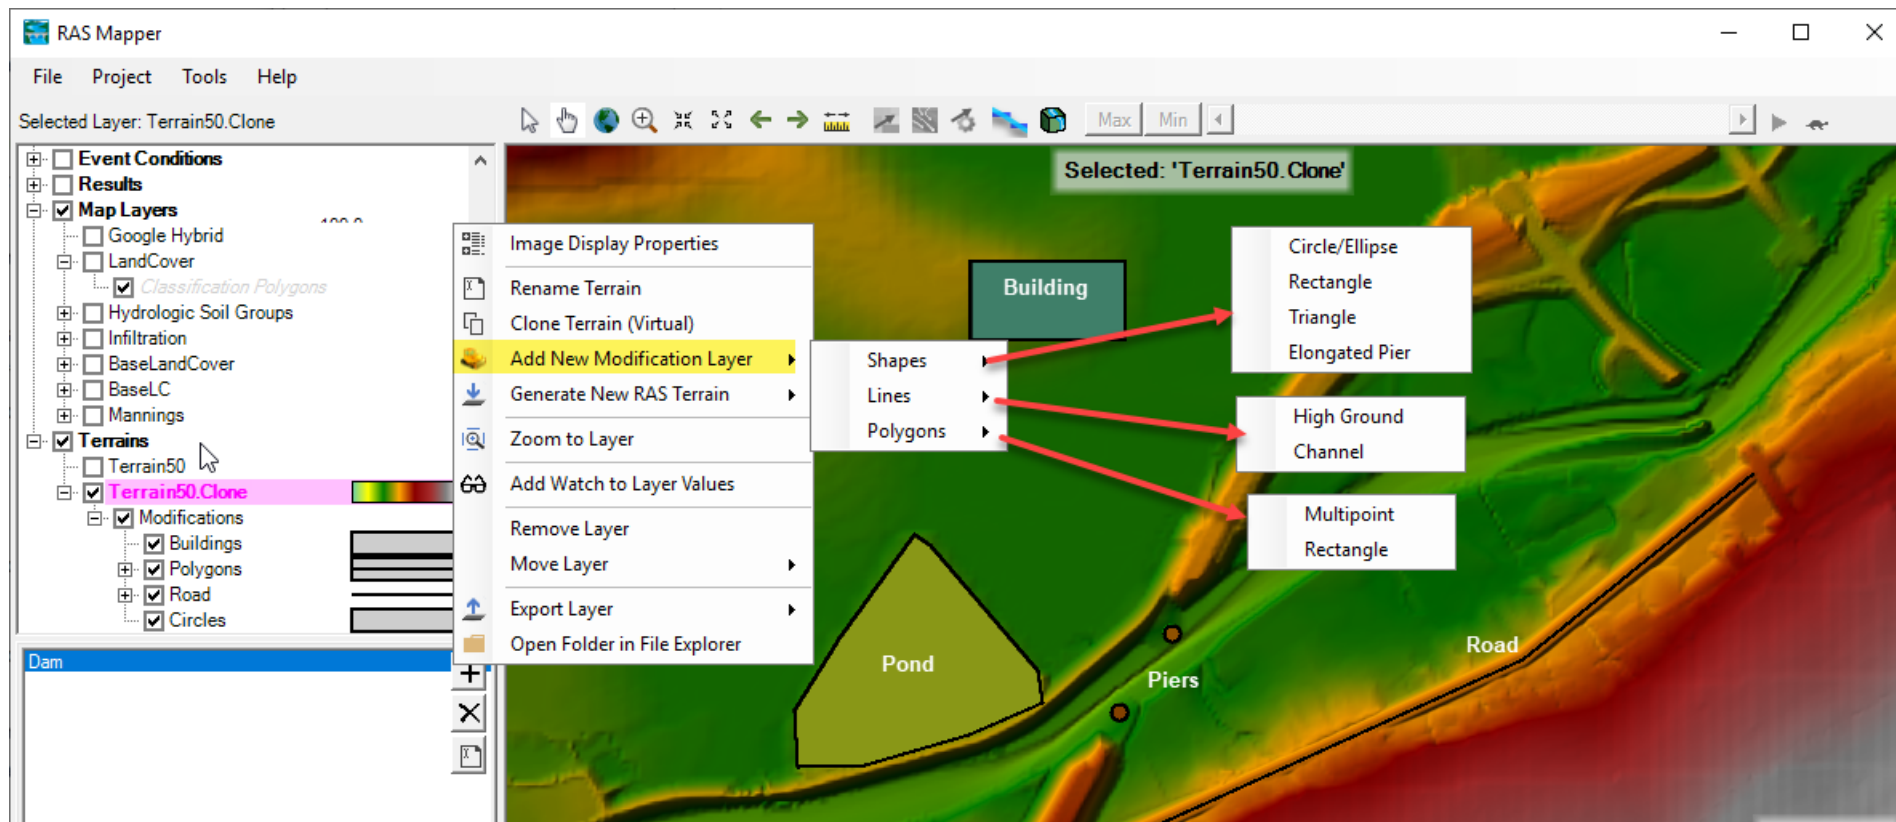 RAS Mapper
File Project Tools Help
Selected Layer: Terrain50.Clone
Max Min
Event Conditions
Results
Map Layers
Google Hybrid
LandCover
Classification Polygons
Hydrologic Soil Groups
Infiltration
BaseLandCover
BaseLC
Mannings
Terrains
Terrain50
Terrain50.Clone
Modifications
Buildings
Polygons
Road
Circles
Dam
Image Display Properties
Rename Terrain
Clone Terrain (Virtual)
Add New Modification Layer
Generate New RAS Terrain
Zoom to Layer
Add Watch to Layer Values
Remove Layer
Move Layer
Export Layer
Open Folder in File Explorer
Shapes
Lines
Polygons
Selected: 'Terrain50.Clone'
Building
Circle/Ellipse
Rectangle
Triangle
Elongated Pier
High Ground
Channel
Multipoint
Rectangle
Pond
Piers
Road